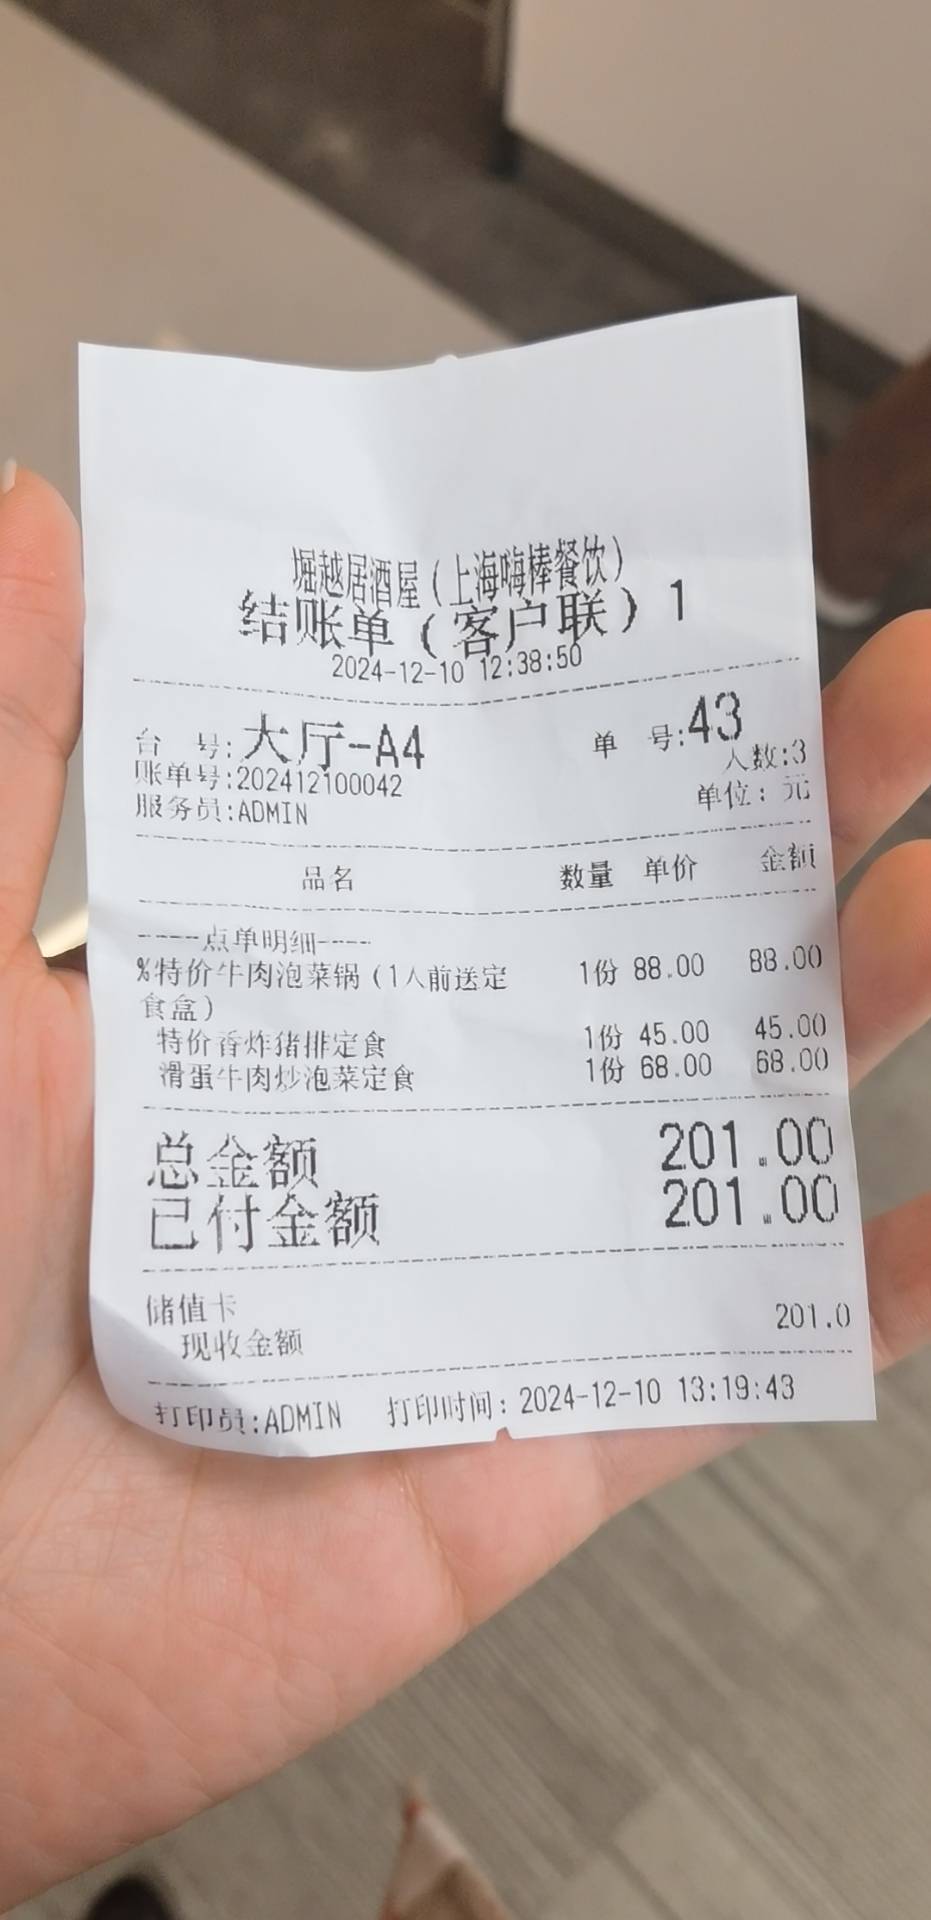 堀越居酒屋(上海嗨棒餐饮)
结账单(客户联)1
2024-12-10 12:38:50
台 号:大厅-A4 单 号:43
人数:3
账单号:202412100042
单位: 元
服务员:ADMIN
品名 数量 单价 金额
----点单明细----
%特价牛肉泡菜锅(1人前送定 1份 88.00 88.00
食盒)
特价香炸猪排定食 1份 45.00 45.00
滑蛋牛肉炒泡菜定食 1份 68.00 68.00
总金额 201.00
已付金额 201.00
储值卡 201.0
现收金额
打印员:ADMIN 打印时间: 2024-12-10 13:19:43